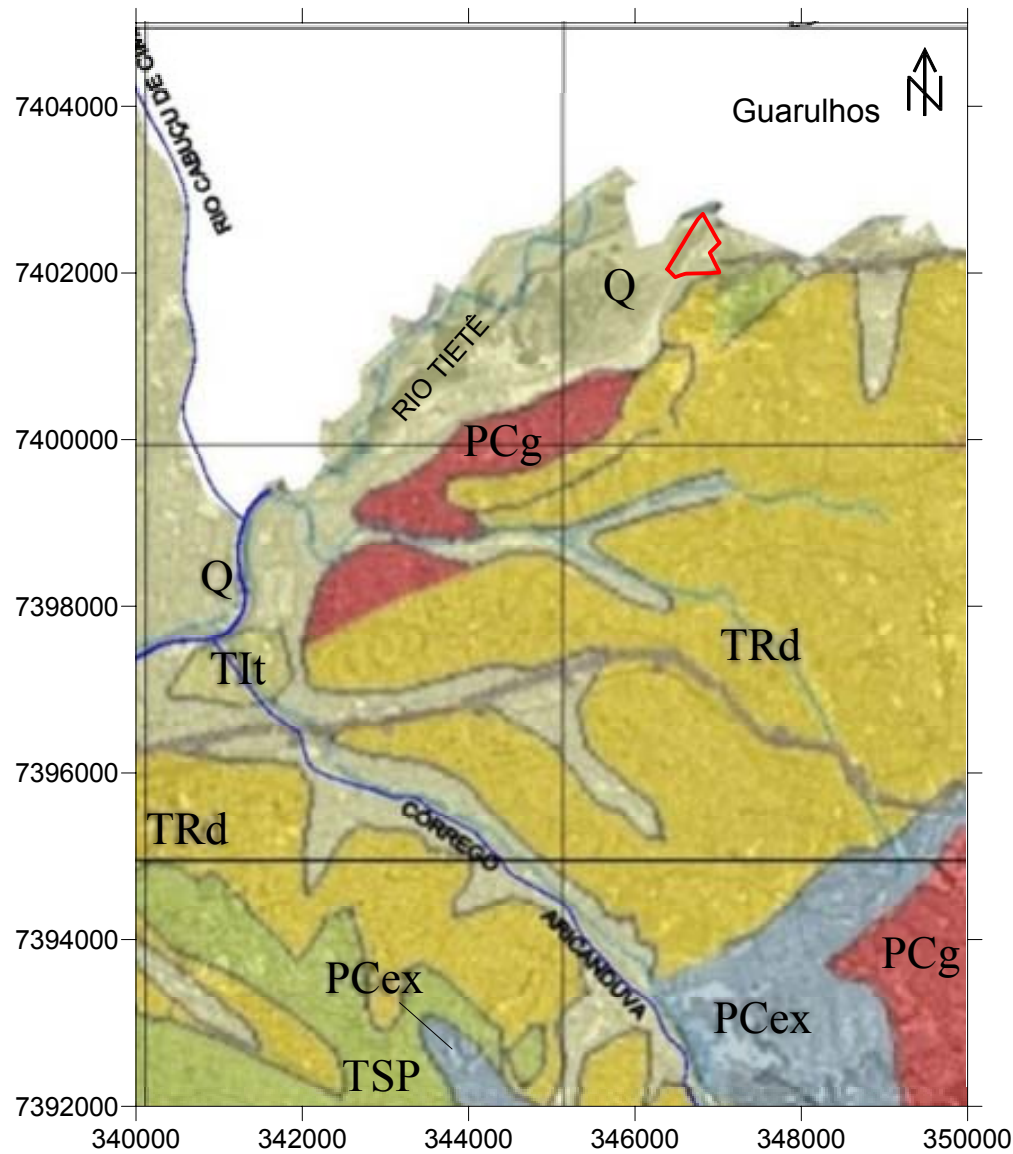 7404000
Guarulhos
N
RIO CABUÇU DE
7402000
Q
RIO TIETÊ
7400000
PCg
7398000
Q
TRd
TIt
7396000
TRd
CÓRREGO
ARICANDUVA
7394000
PCg
PCex
PCex
TSP
7392000
340000 342000 344000 346000 348000 350000